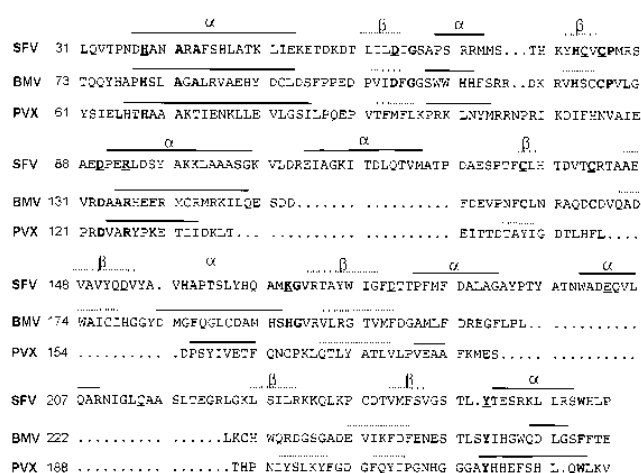 α β α β
SFV 31 LQVTPNDHAN ARAFSHLATK LIEKETDKDT LILDIGSAPS RRMMS...TH KYHCVCPMRS
BMV 73 TQQYHAPHSL AGALRVAEHY DCLDSFPPED PVIDFGGSWW HHFSRR.DKR VHSCCPVLG
PVX 61 YSIELHTHAA AKTIENKLLE VLGSILPQEP VTFMFLKPRK LNYMRRNPRI KDIFHNVAIE
α α β
SFV 88 AEDPERLDSY AKKLAAASGK VLDREIAGKI TDLQTVMATP DAESPTFCLH TDVTCRTAAE
BMV 131 VRDAARHEER MCRMRKILQE SDD....... .......... FDEVPNFCLN RAQDCDVQAD
PVX 121 PRDVARYPKE TIIDKLT... .......... .......... EITTDTAYIG DTLHFL....
β α β α α
SFV 148 VAVYQDVYA. VHAPTSLYHQ AMKGVRTAYW IGFDTTPFMF DALAGAYPTY ATNWADEQVL
BMV 174 WAICIHGGYD MGFQGLCDAM HSHGVRVLRG TVMFDGAMLF DREGFLPL.. ..........
PVX 154 .......... .DPSYIVETF QNCPKLQTLY ATLVLPVEAA FKMES..... ..........
β β α
SFV 207 QARNIGLCAA SLTEGRLGKL SILRKKQLKP CDTVMFSVGS TL.YTESRKL LRSWHLP
BMV 222 .......... ......LKCH WQRDGSGADE VIKFDFENES TLSYIHGWQD LGSFFTE
PVX 188 .......... .......THP NIYSLKYFGD GFQYIPGNHG GGAYHHEFSH L.QWLKV